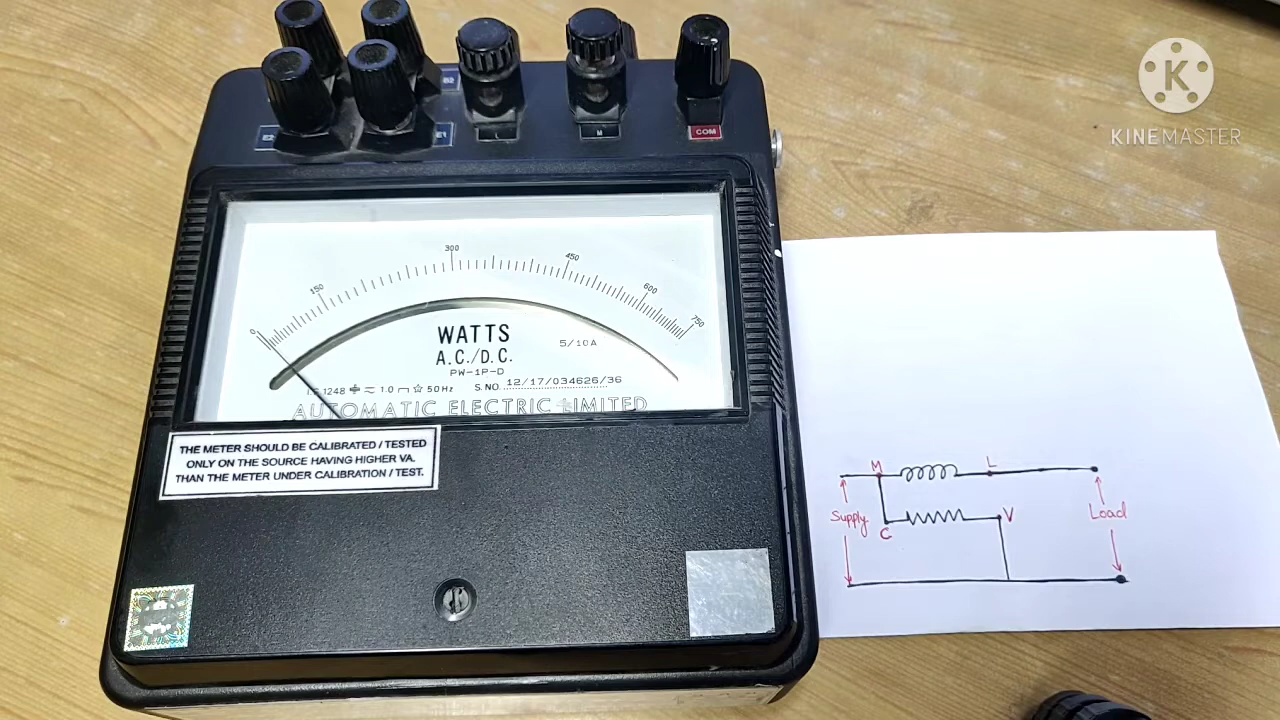 K
KINEMASTER
E2
E1
L
M
COM
0 150 300 450 600 750
WATTS
A.C./D.C.
5/10A
PW-1P-D
1248 1.0 50Hz S.NO. 12/17/034626/36
AUTOMATIC ELECTRIC LIMITED
THE METER SHOULD BE CALIBRATED / TESTED
ONLY ON THE SOURCE HAVING HIGHER VA.
THAN THE METER UNDER CALIBRATION / TEST.
M L
Supply C V Load